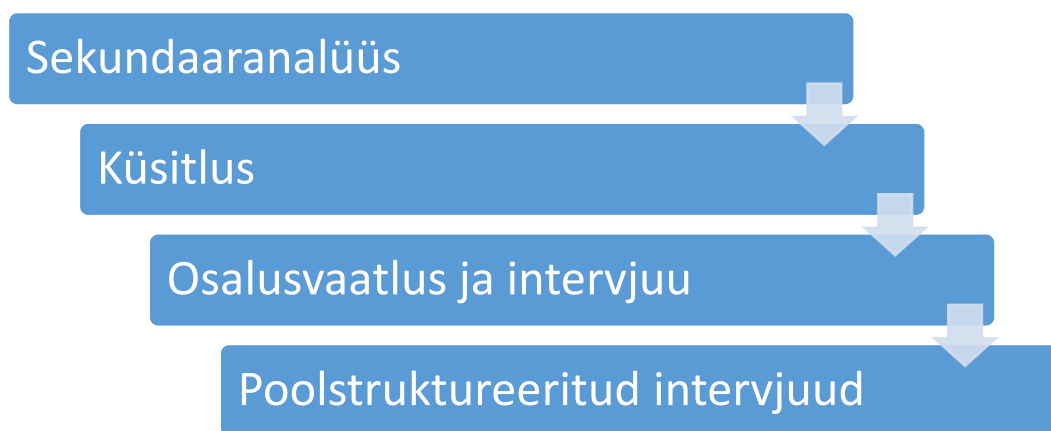 Sekundaaranalüüs
Küsitlus
Osalusvaatlus ja intervjuu
Poolstruktureeritud intervjuud